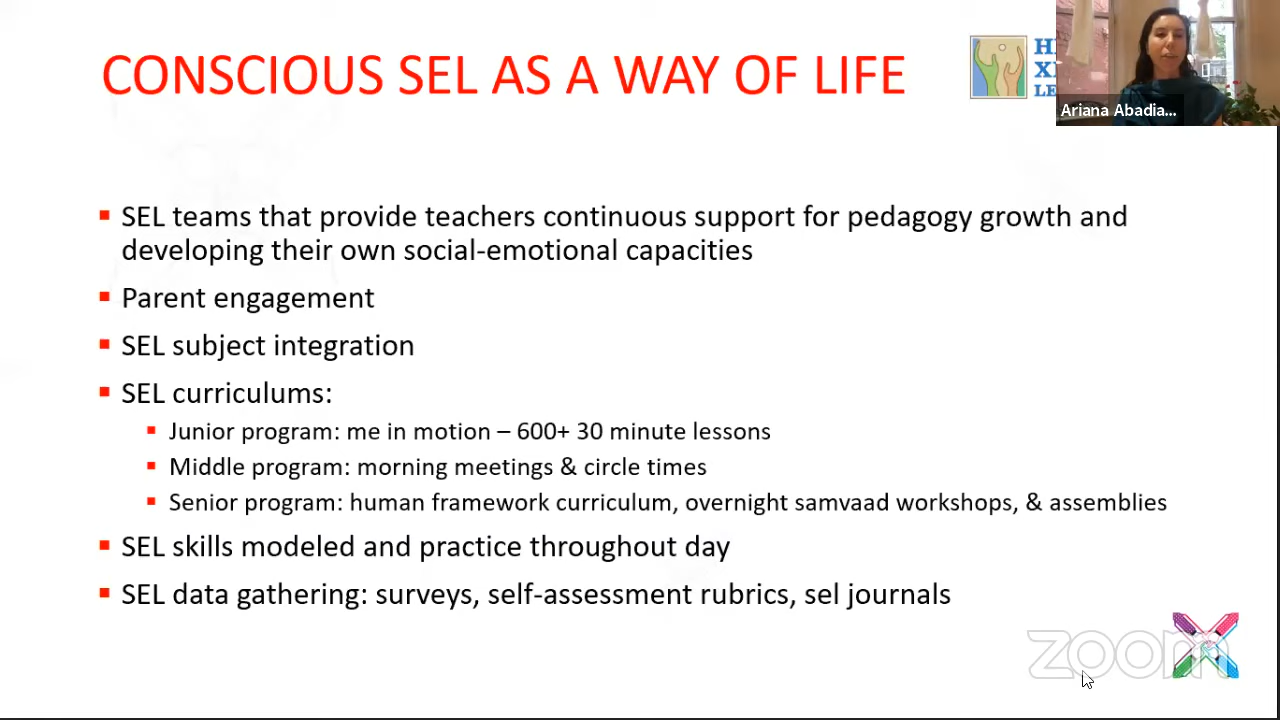 CONSCIOUS SEL AS A WAY OF LIFE
Ariana Abadia...
▪ SEL teams that provide teachers continuous support for pedagogy growth and
developing their own social-emotional capacities
▪ Parent engagement
▪ SEL subject integration
▪ SEL curriculums:
▪ Junior program: me in motion – 600+ 30 minute lessons
▪ Middle program: morning meetings & circle times
▪ Senior program: human framework curriculum, overnight samvaad workshops, & assemblies
▪ SEL skills modeled and practice throughout day
▪ SEL data gathering: surveys, self-assessment rubrics, sel journals
zoom